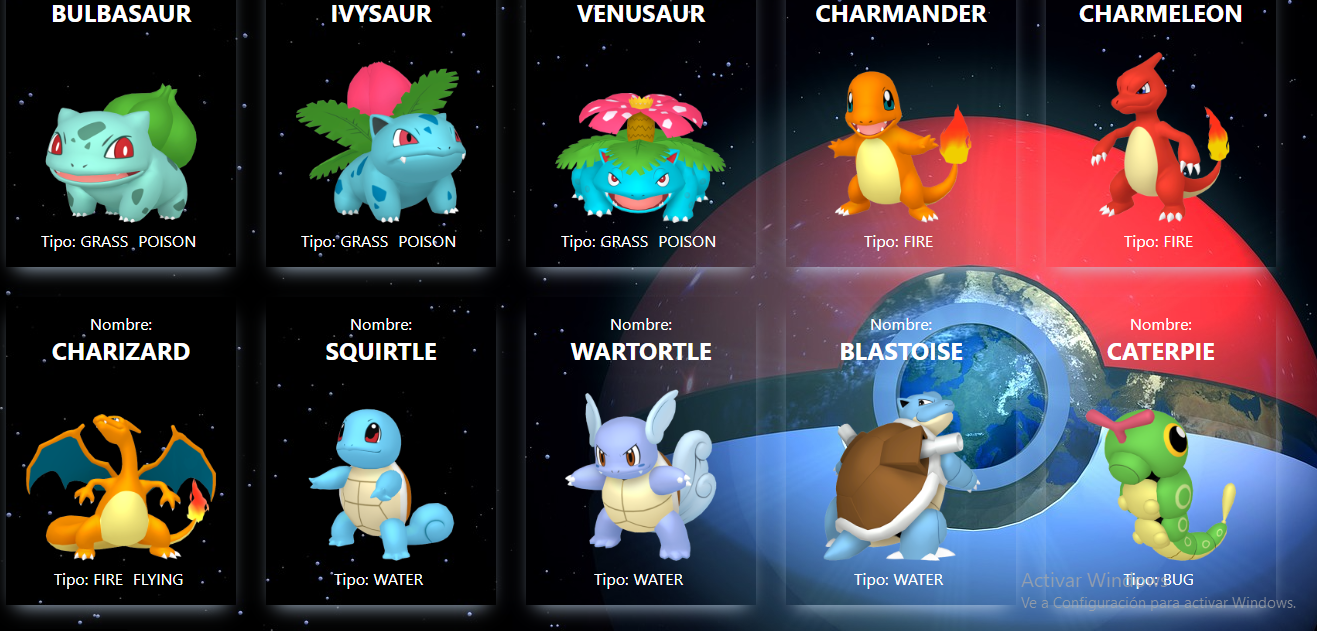 BULBASAUR
IVYSAUR
VENUSAUR
CHARMANDER
CHARMELEON
Tipo: GRASS POISON
Tipo: GRASS POISON
Tipo: GRASS POISON
Tipo: FIRE
Tipo: FIRE
Nombre:
CHARIZARD
Nombre:
SQUIRTLE
Nombre:
WARTORTLE
Nombre:
BLASTOISE
Nombre:
CATERPIE
Tipo: FIRE FLYING
Tipo: WATER
Tipo: WATER
Tipo: WATER
Tipo: BUG
Activar Windows
Ve a Configuración para activar Windows.